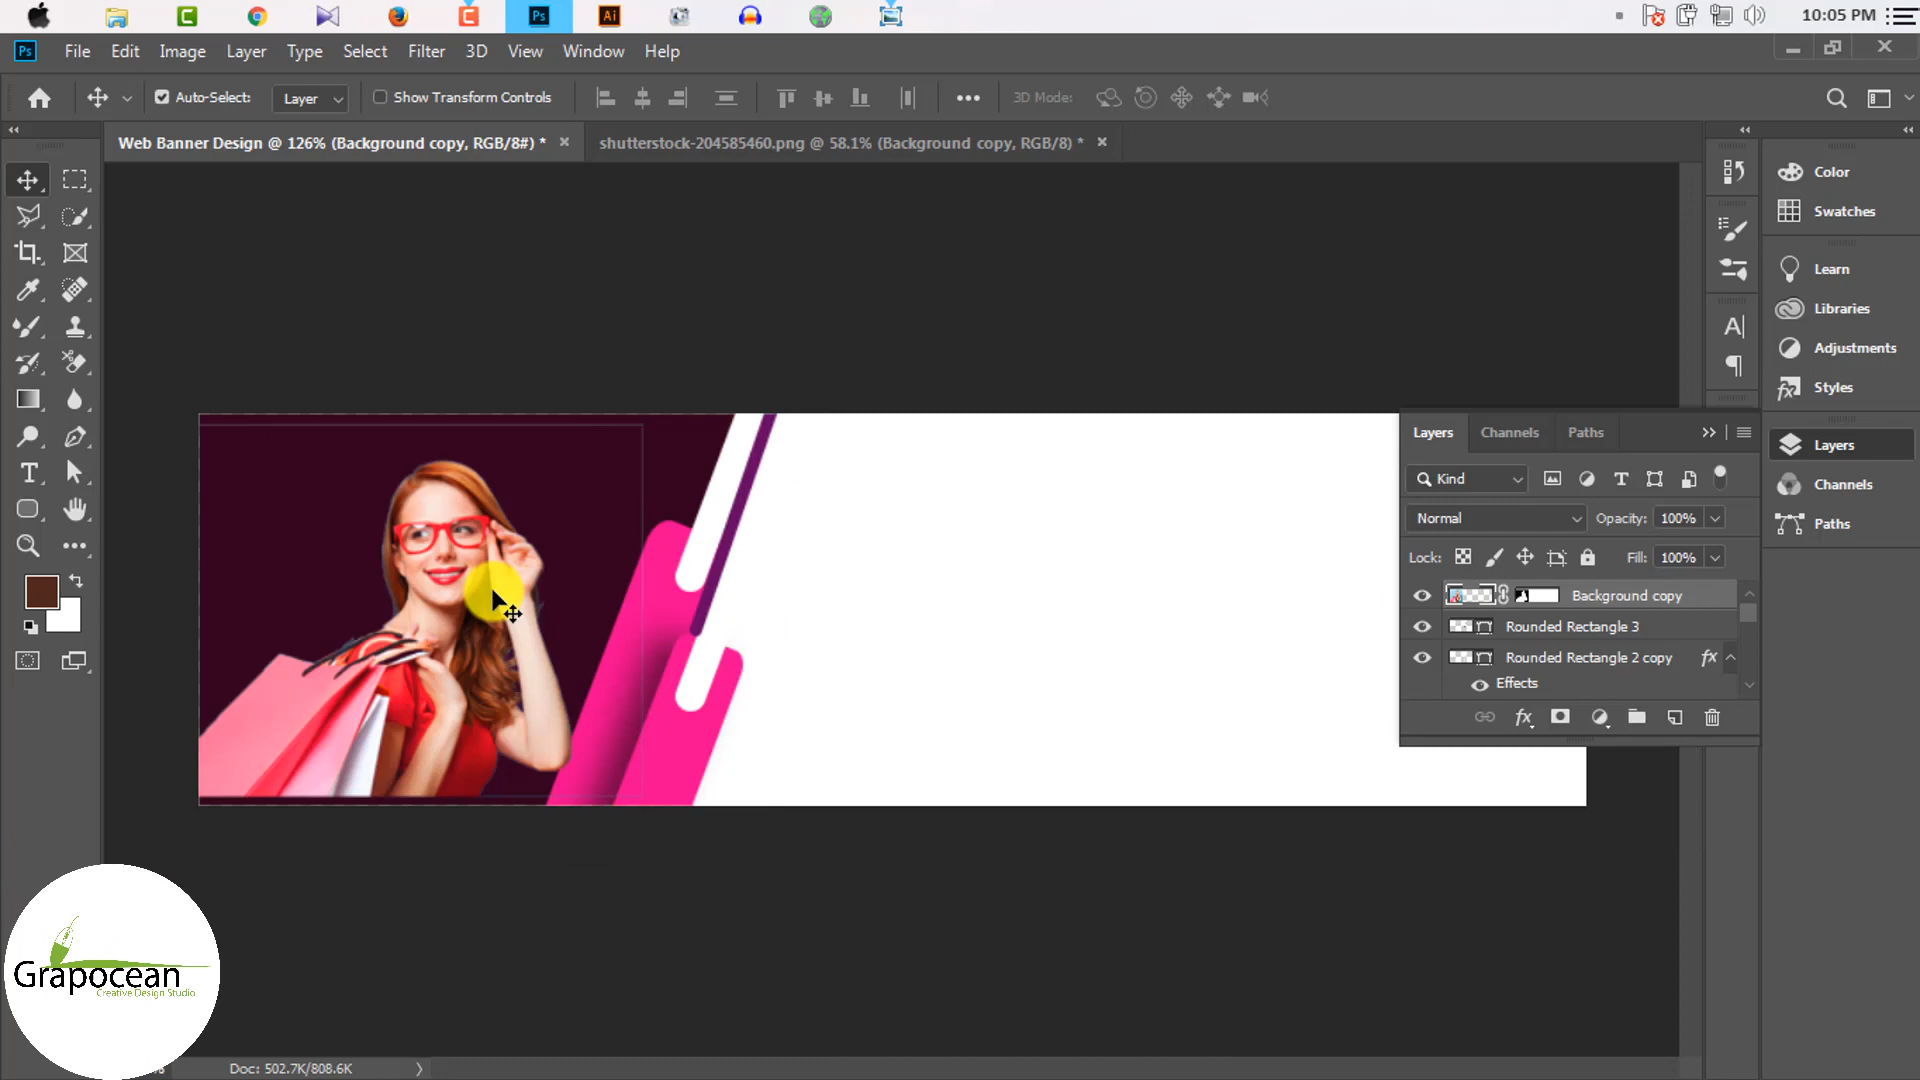 10:05 PM
Ps
File Edit Image Layer Type Select Filter 3D View Window Help
Auto-Select: Layer Show Transform Controls 3D Mode:
Web Banner Design @ 126% (Background copy, RGB/8#) *
shutterstock-204585460.png @ 58.1% (Background copy, RGB/8) *
Color
Swatches
Learn
Libraries
Adjustments
Styles
Layers
Channels
Paths
Layers Channels Paths
Kind
Normal Opacity: 100%
Lock: Fill: 100%
Background copy
Rounded Rectangle 3
Rounded Rectangle 2 copy fx
Effects
Grapocean
Creative Design Studio
Doc: 502.7K/808.6K